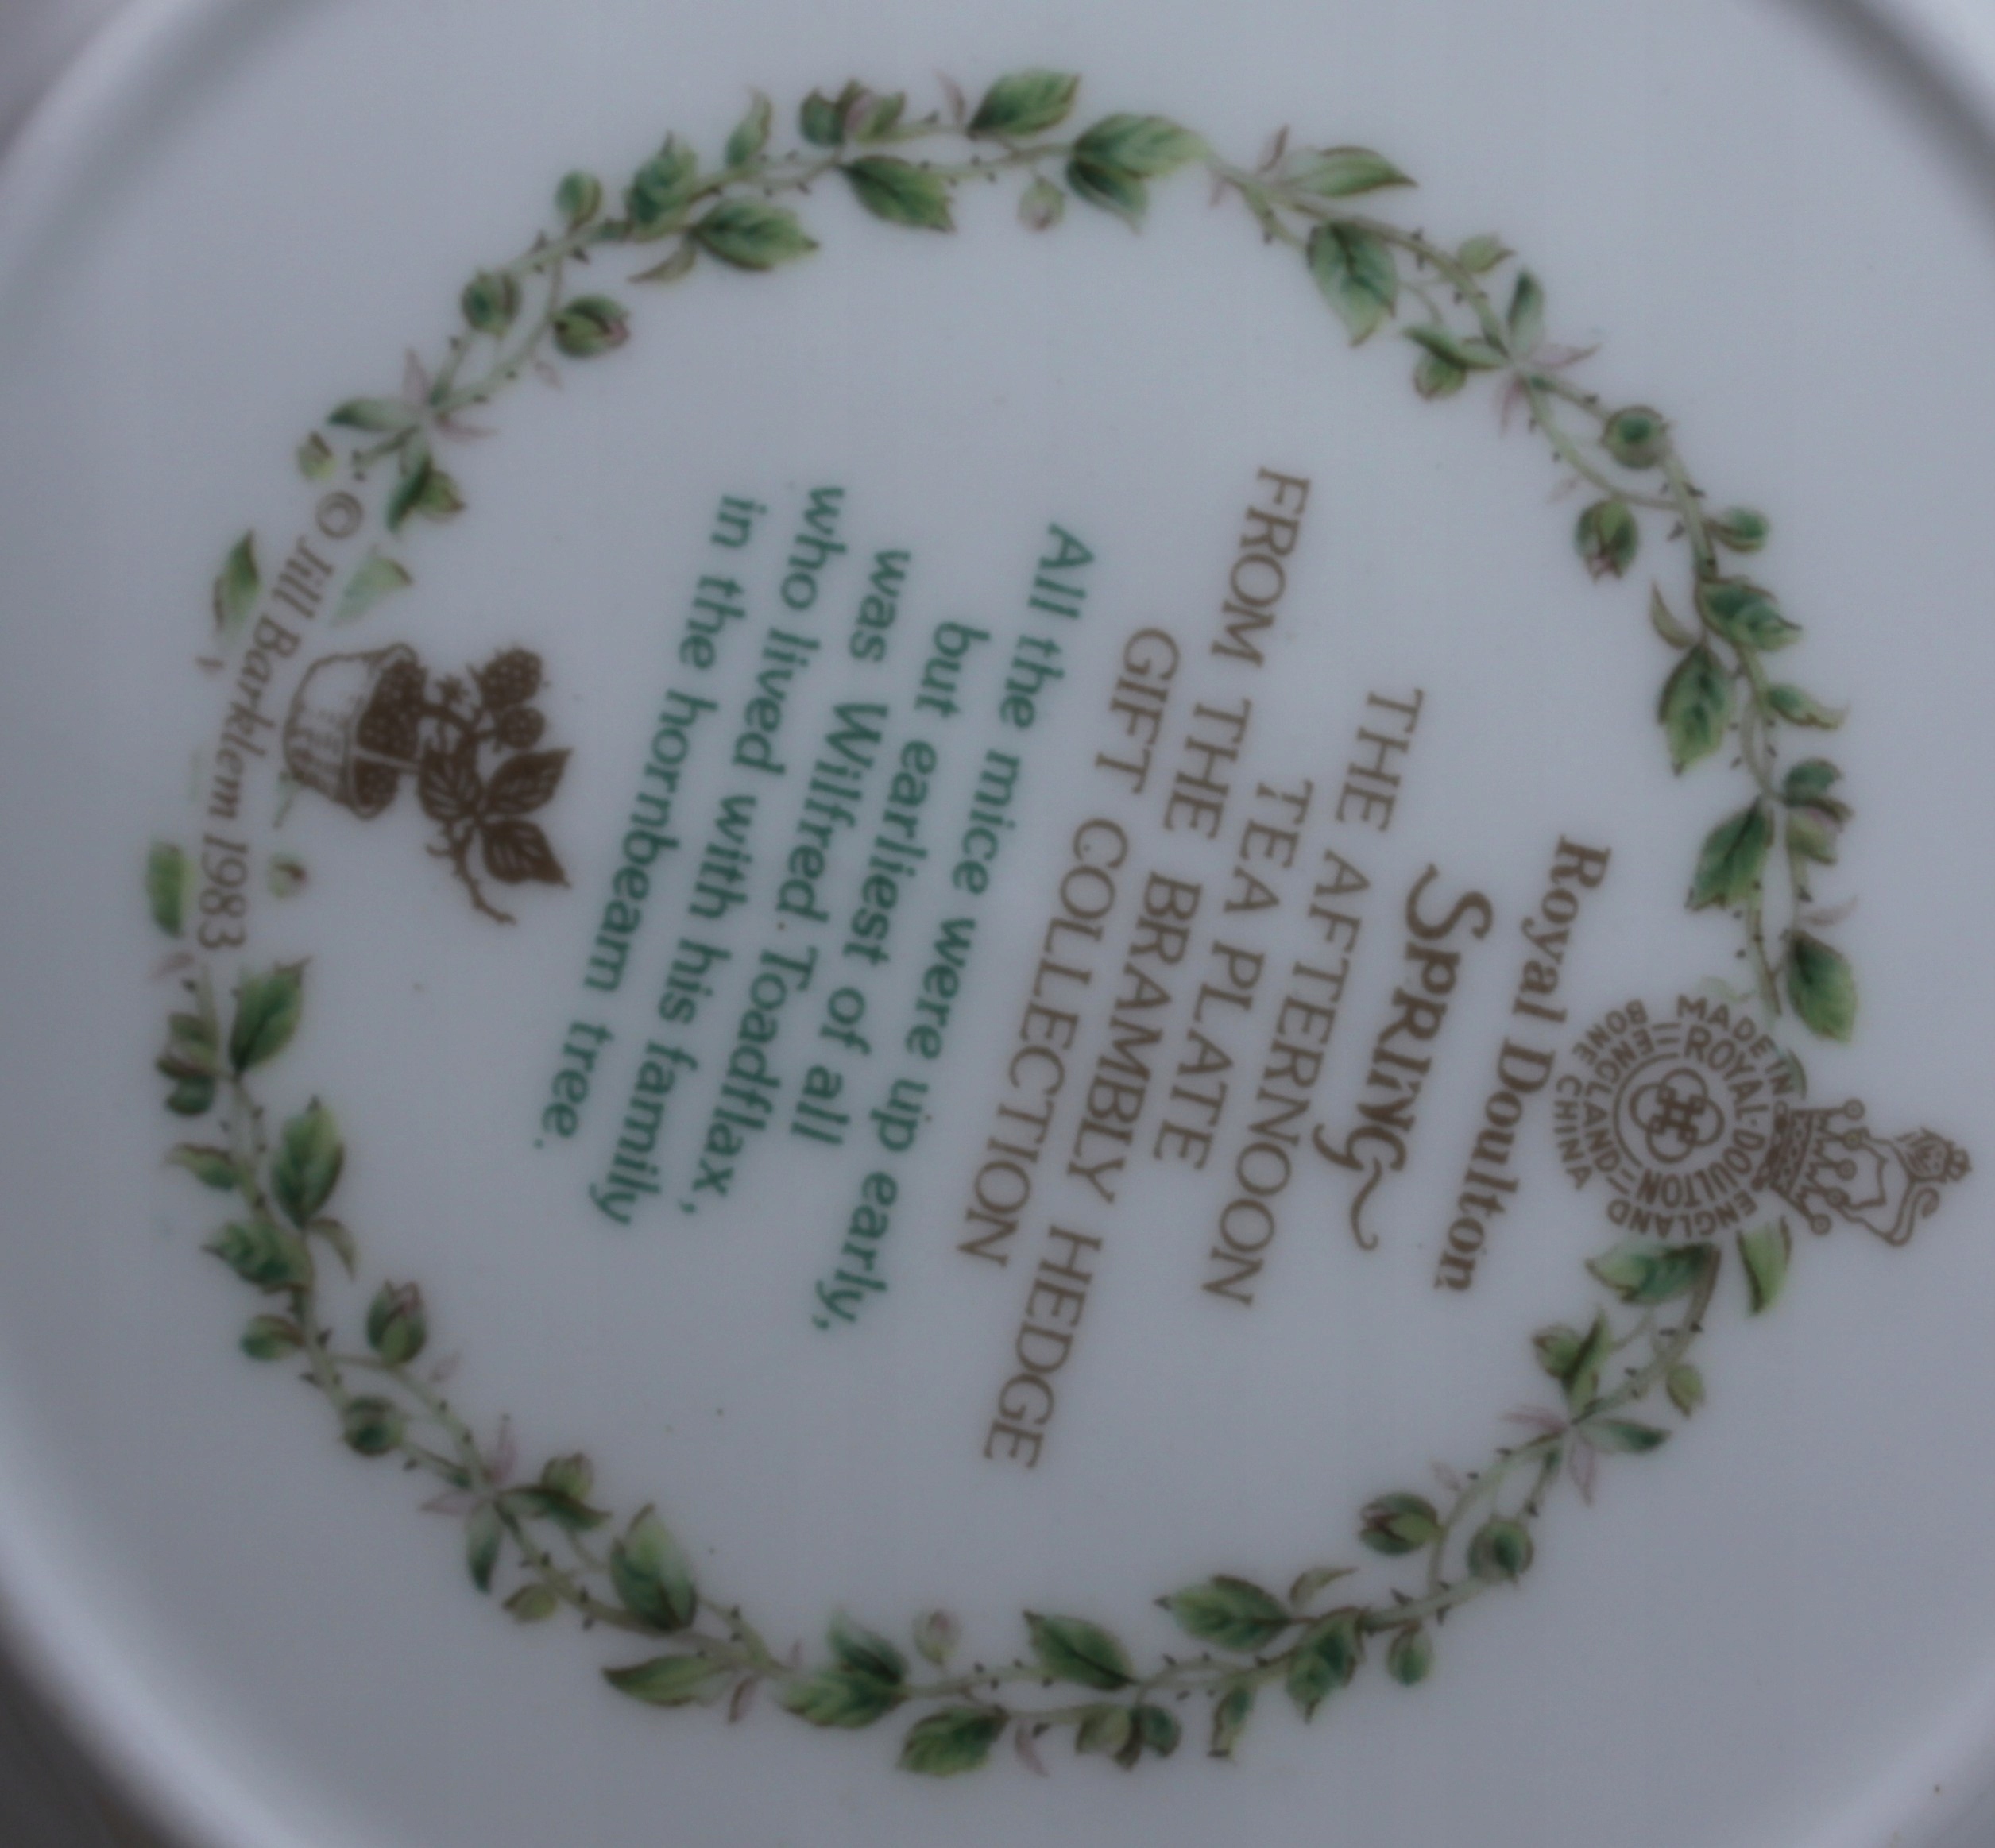 MADE IN ENGLAND
ROYAL·DOULTON
=ENGLAND=
BONE CHINA
Royal Doulton
SPRING
THE AFTERNOON
TEA PLATE
FROM THE BRAMBLY HEDGE
GIFT COLLECTION
All the mice were up early,
but earliest of all
was Wilfred Toadflax,
who lived with his family
in the hornbeam tree.
© Jill Barklem 1983